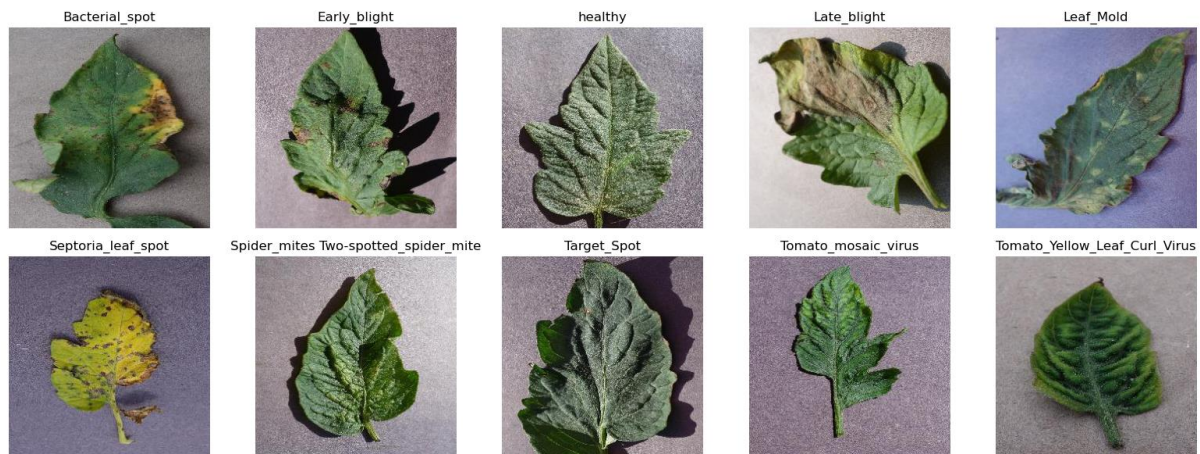 Bacterial_spot
Early_blight
healthy
Late_blight
Leaf_Mold
Septoria_leaf_spot
Spider_mites Two-spotted_spider_mite
Target_Spot
Tomato_mosaic_virus
Tomato_Yellow_Leaf_Curl_Virus